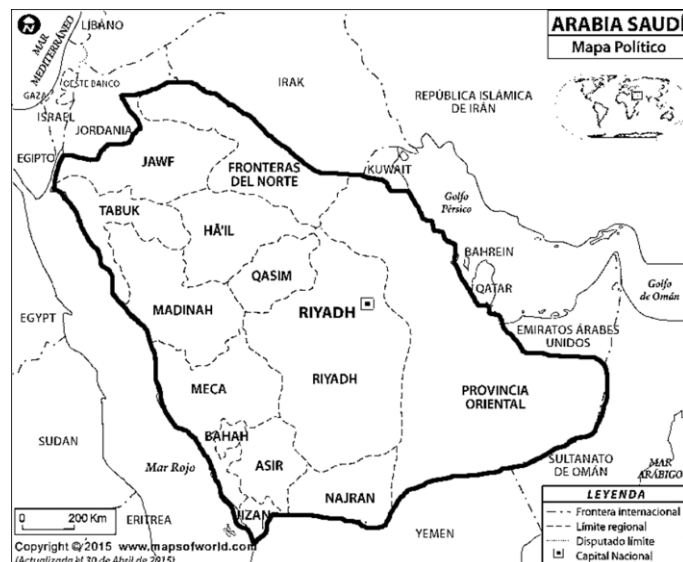 ARABIA SAUDÍ
Mapa Político
LÍBANO
MAR
MEDITERRÁNEO
GAZA
OESTE BANCO
ISRAEL
JORDANIA
EGIPTO
IRAK
REPÚBLICA ISLÁMICA
DE IRÁN
KUWAIT
JAWF
FRONTERAS
DEL NORTE
TABUK
HĀ'IL
QASIM
Golfo
Pérsico
BAHREIN
QATAR
Golfo
de Omán
EGYPT
MADINAH
RIYADH
EMIRATOS ÁRABES
UNIDOS
MECA
RIYADH
PROVINCIA
ORIENTAL
SUDAN
BAHAH
Mar Rojo
ASIR
SULTANATO
DE OMÁN
MAR
ARÁBIGO
NAJRAN
JIZAN
ERITREA
YEMEN
0 200 Km
LEYENDA
Frontera internacional
Límite regional
Disputado límite
Capital Nacional
Copyright © 2015 www.mapsofworld.com
(Actualizada el 30 de Abril de 2015)